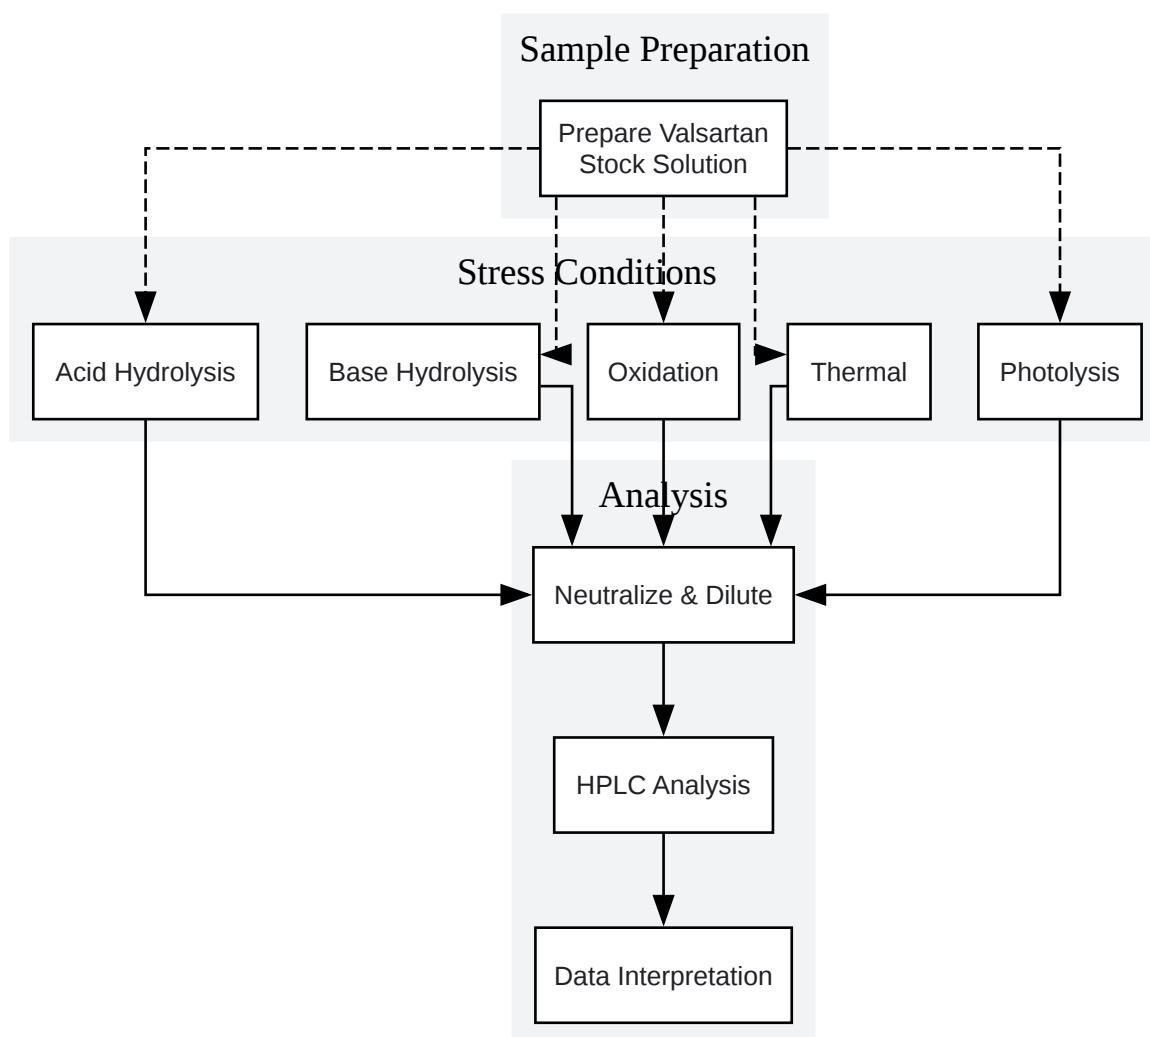 Sample Preparation
Prepare Valsartan
Stock Solution
Stress Conditions
Acid Hydrolysis
Base Hydrolysis
Oxidation
Thermal
Photolysis
Analysis
Neutralize & Dilute
HPLC Analysis
Data Interpretation